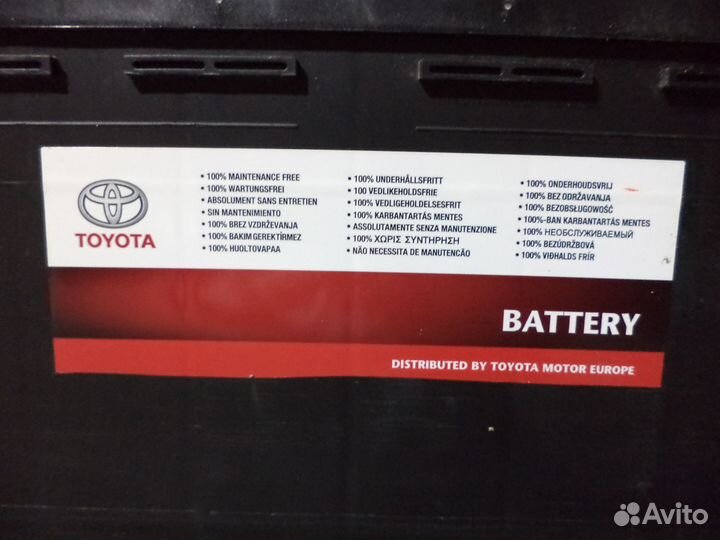 TOYOTA
• 100% MAINTENANCE FREE
• 100% WARTUNGSFREI
• ABSOLUMENT SANS ENTRETIEN
• SIN MANTENIMIENTO
• 100% BREZ VZDRŽEVANJA
• 100% BAKIM GEREKTİRMEZ
• 100% HUOLTOVAPAA
• 100% UNDERHÅLLSFRITT
• 100 VEDLIKEHOLDSFRIE
• 100% VEDLIGEHOLDELSESFRIT
• 100% KARBANTARTÁS MENTES
• ASSOLUTAMENTE SENZA MANUTENZIONE
• 100% ΧΩΡΙΣ ΣΥΝΤΗΡΗΣΗ
• NÃO NECESSITA DE MANUTENCÃO
• 100% ONDERHOUDSVRIJ
• 100% BEZ ODRŽAVANJA
• 100% BEZOBSŁUGOWOŚĆ
• 100%-BAN KARBANTARTÁS MENTES
• 100% НЕОБСЛУЖИВАЕМЫЙ
• 100% BEZÚDRŽBOVÁ
• 100% VIÐHALDS FRÍR
BATTERY
DISTRIBUTED BY TOYOTA MOTOR EUROPE
Avito